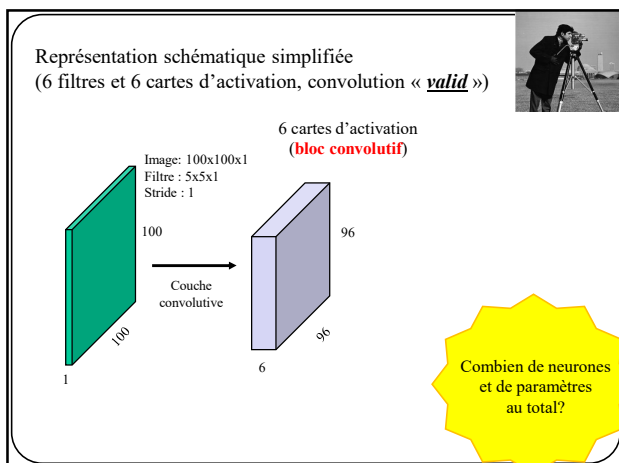 Représentation schématique simplifiée
(6 filtres et 6 cartes d’activation, convolution « valid »)
6 cartes d’activation
(bloc convolutif)
Image: 100x100x1
Filtre : 5x5x1
Stride : 1
100
100
1
Couche
convolutive
96
96
6
Combien de neurones
et de paramètres
au total?